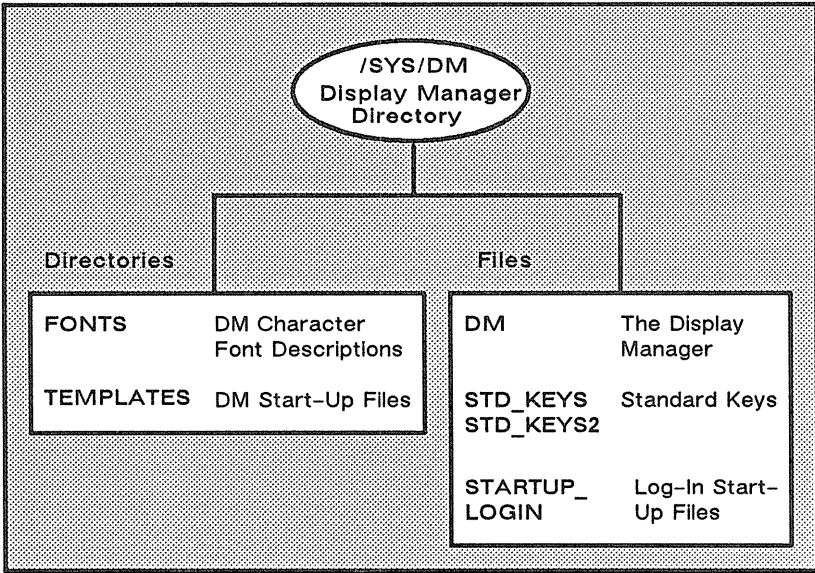 /SYS/DM
Display Manager
Directory
Directories
FONTS DM Character
Font Descriptions
TEMPLATES DM Start-Up Files
Files
DM The Display
Manager
STD_KEYS Standard Keys
STD_KEYS2
STARTUP_ Log-In Start-
LOGIN Up Files